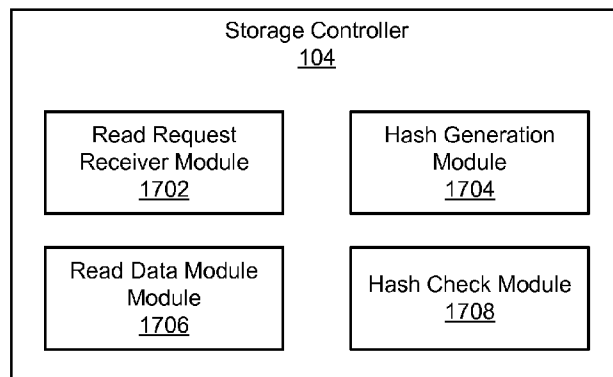 Storage Controller
104
Read Request
Receiver Module
1702
Hash Generation
Module
1704
Read Data Module
Module
1706
Hash Check Module
1708